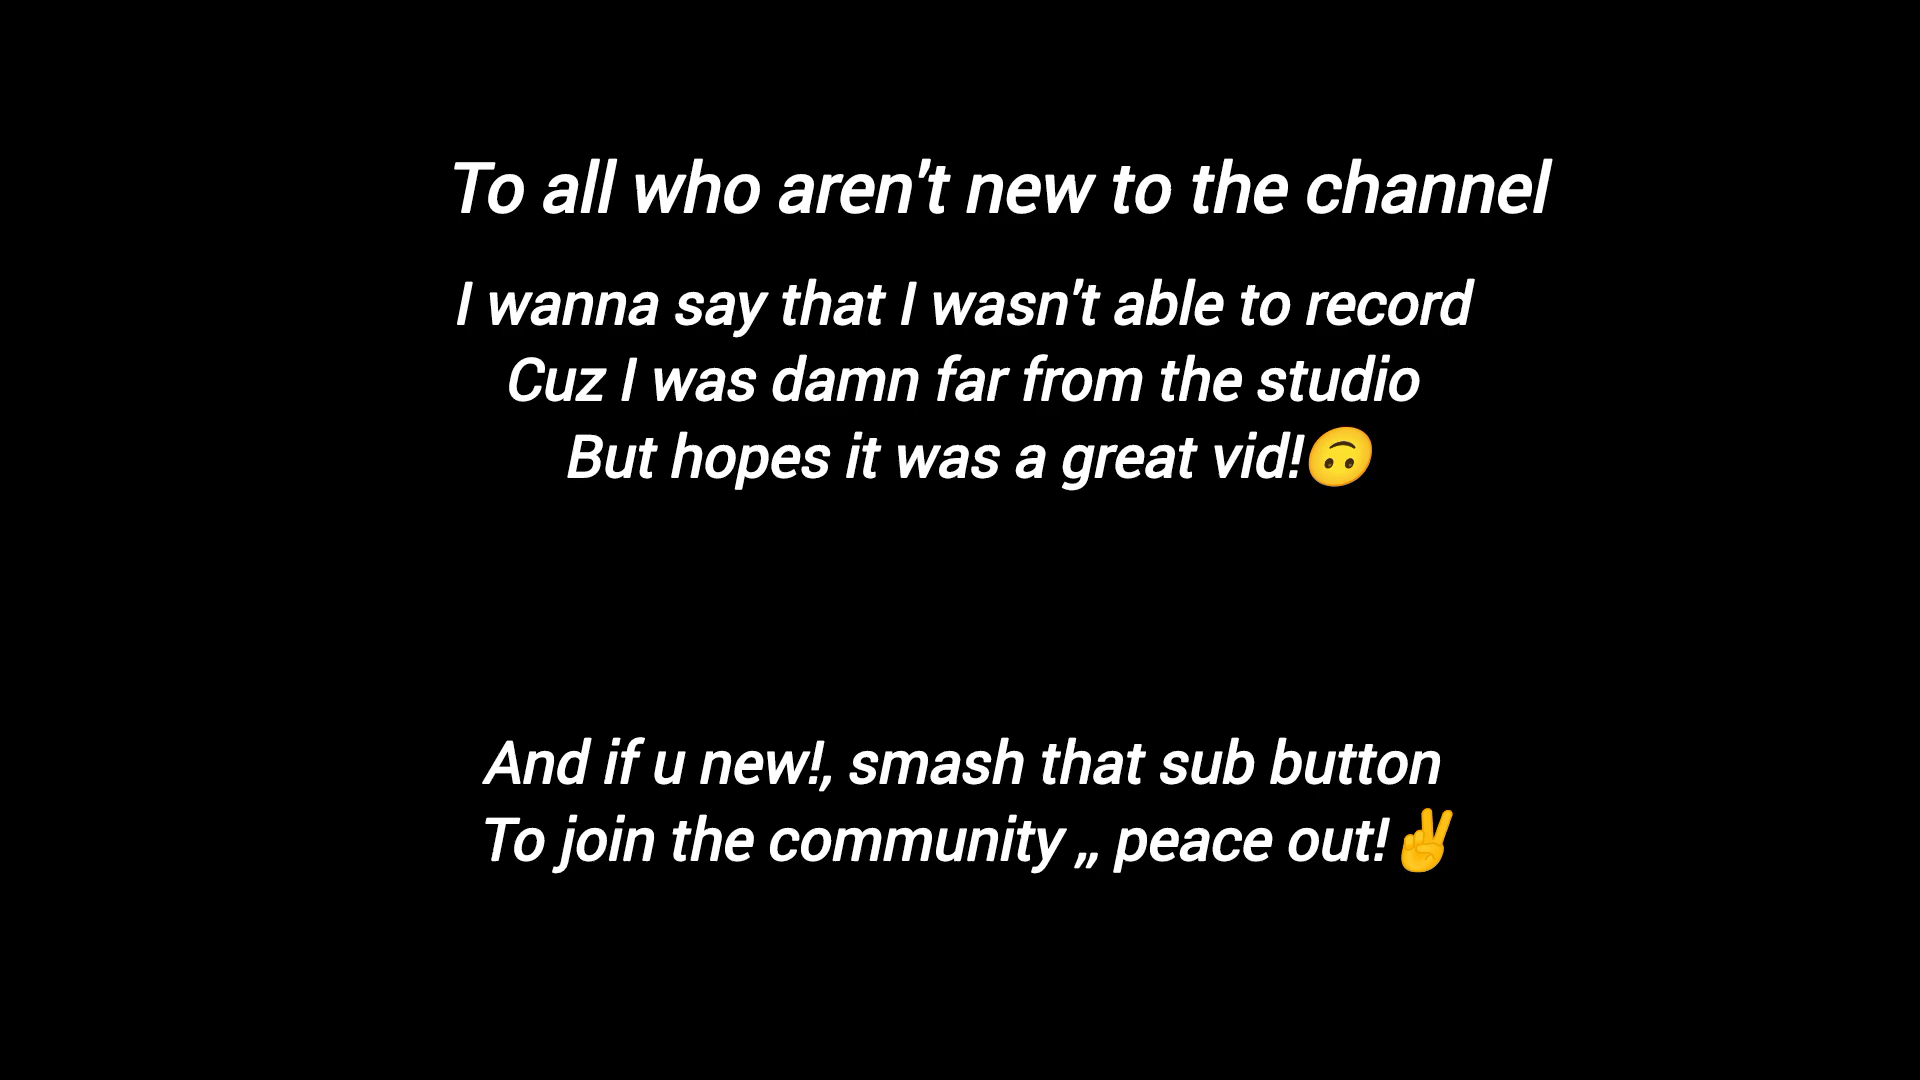 To all who aren't new to the channel
I wanna say that I wasn't able to record
Cuz I was damn far from the studio
But hopes it was a great vid!🙃
And if u new!, smash that sub button
To join the community ,, peace out!✌️